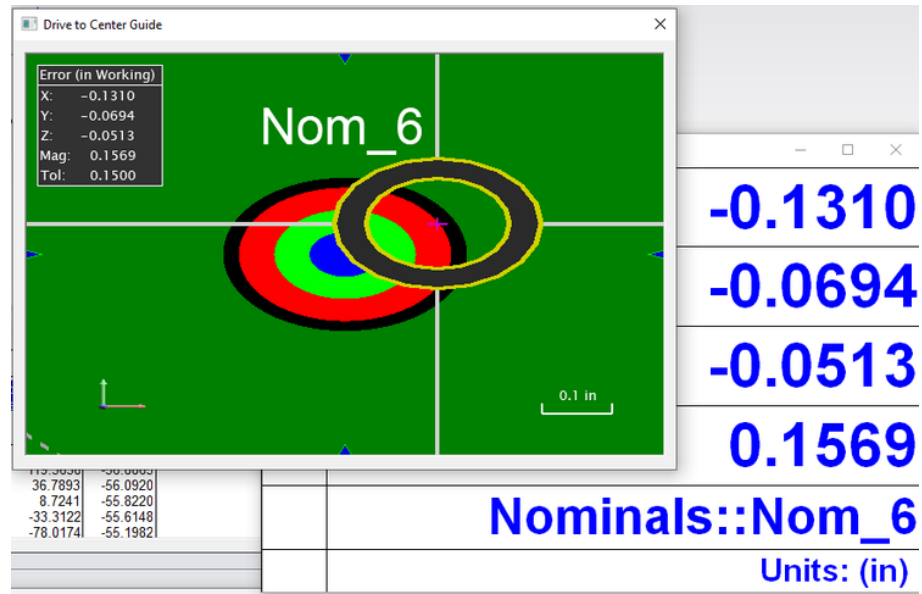 Drive to Center Guide
Error (in Working)
X: -0.1310
Y: -0.0694
Z: -0.0513
Mag: 0.1569
Tol: 0.1500
Nom_6
0.1 in
-0.1310
-0.0694
-0.0513
0.1569
Nominals::Nom_6
Units: (in)
36.7893 -56.0920
8.7241 -55.8220
-33.3122 -55.6148
-78.0174 -55.1982